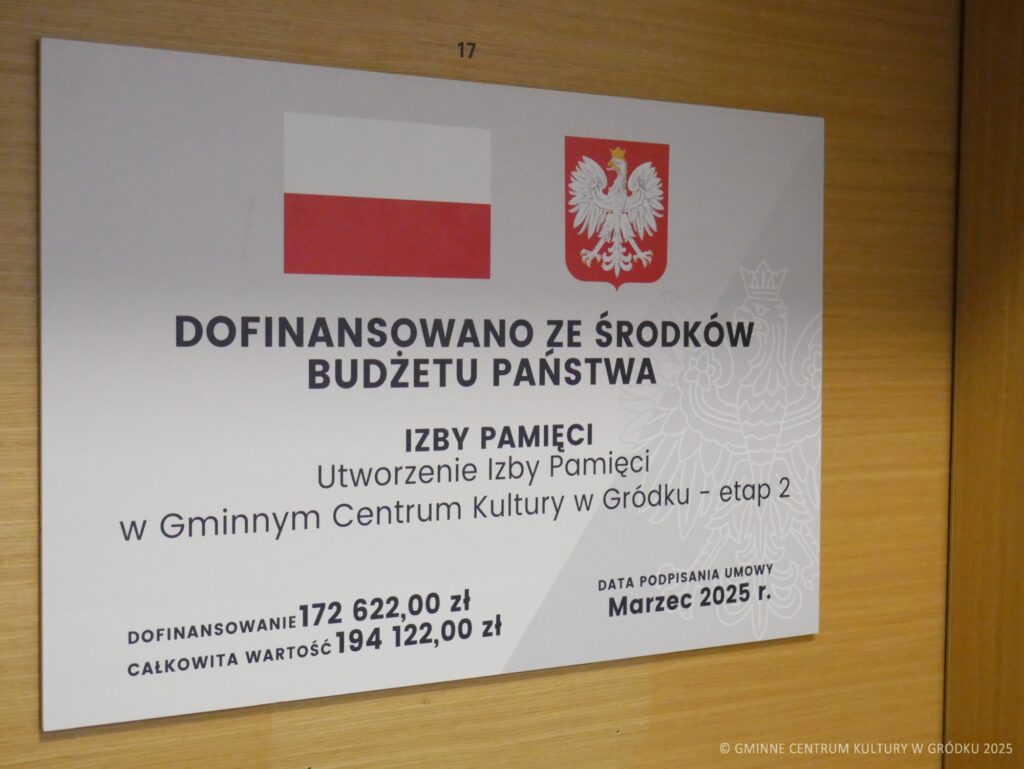 17
DOFINANSOWANO ZE ŚRODKÓW
BUDŻETU PAŃSTWA
IZBY PAMIĘCI
Utworzenie Izby Pamięci
w Gminnym Centrum Kultury w Gródku - etap 2
DOFINANSOWANIE 172 622,00 zł
CAŁKOWITA WARTOŚĆ 194 122,00 zł
DATA PODPISANIA UMOWY
Marzec 2025 r.
© GMINNE CENTRUM KULTURY W GRÓDKU 2025